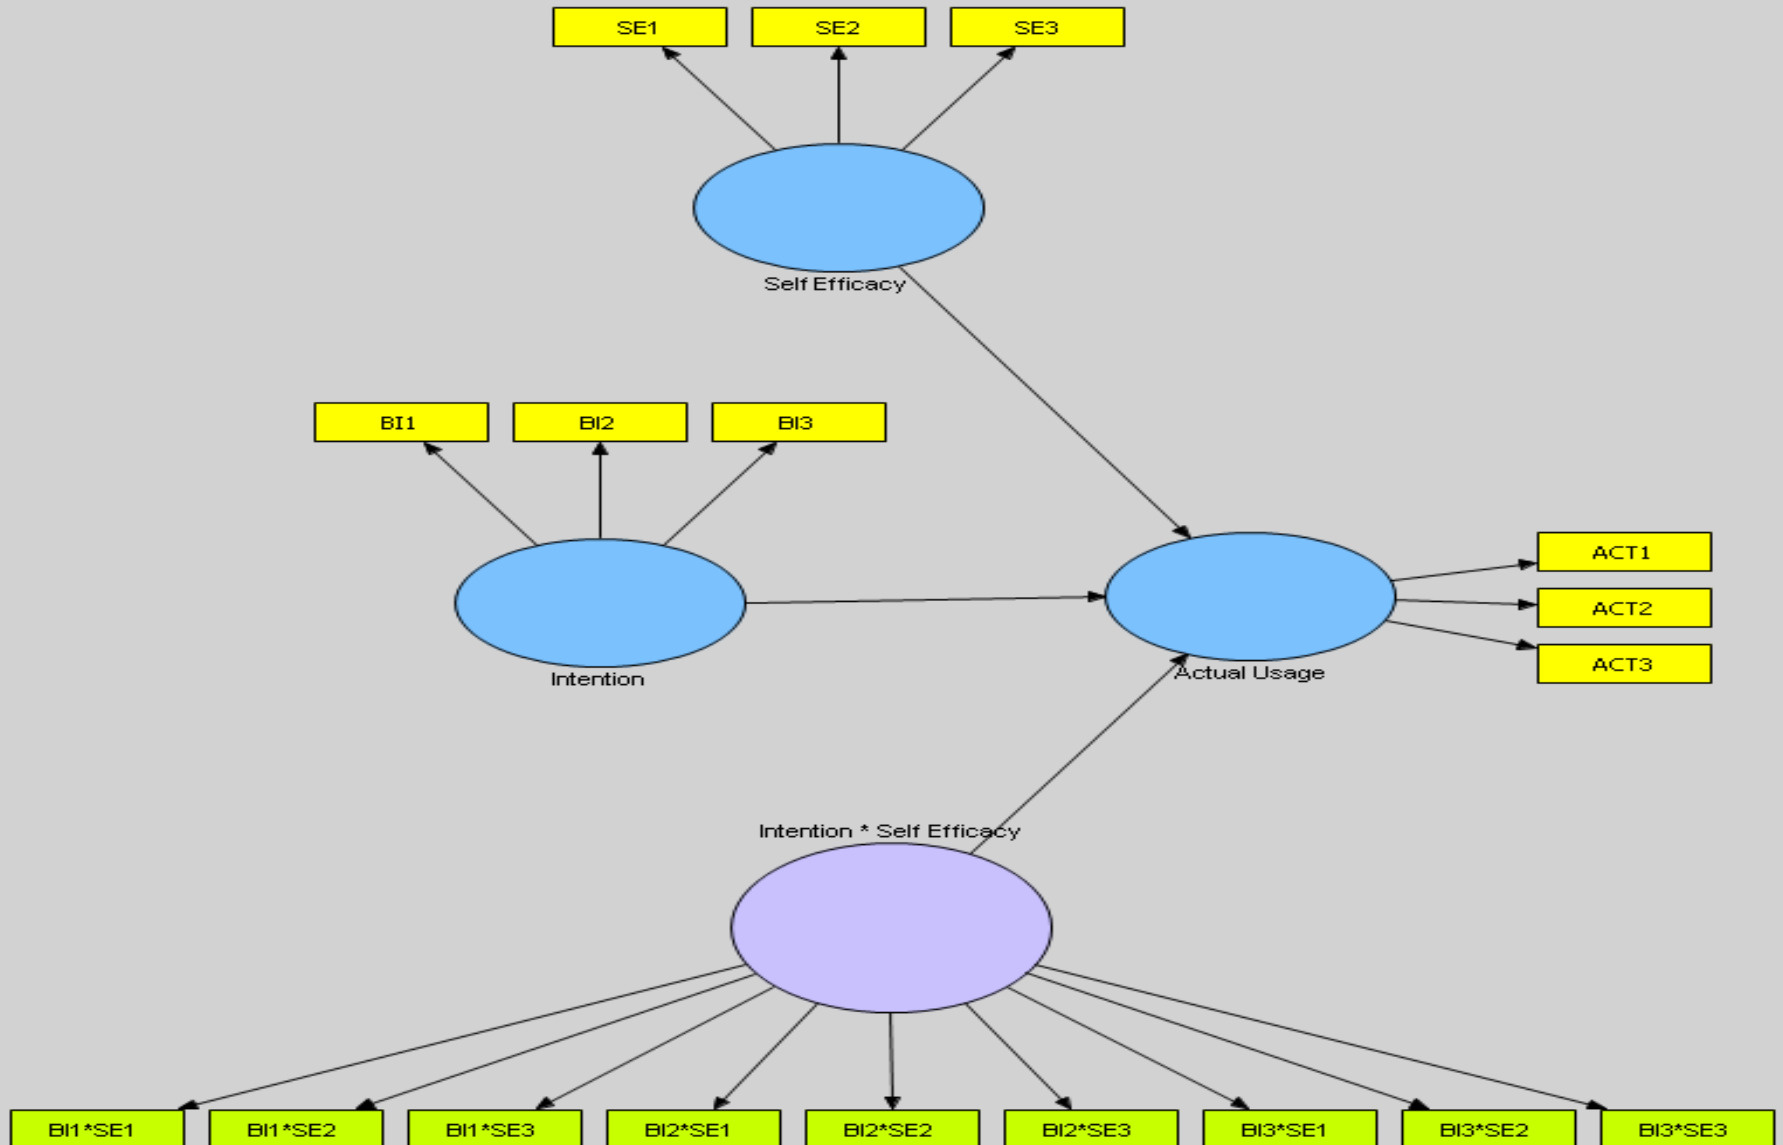 SE1 SE2 SE3
Self Efficacy
BI1 BI2 BI3
Intention
ACT1
ACT2
ACT3
Actual Usage
Intention * Self Efficacy
BI1*SE1 BI1*SE2 BI1*SE3 BI2*SE1 BI2*SE2 BI2*SE3 BI3*SE1 BI3*SE2 BI3*SE3